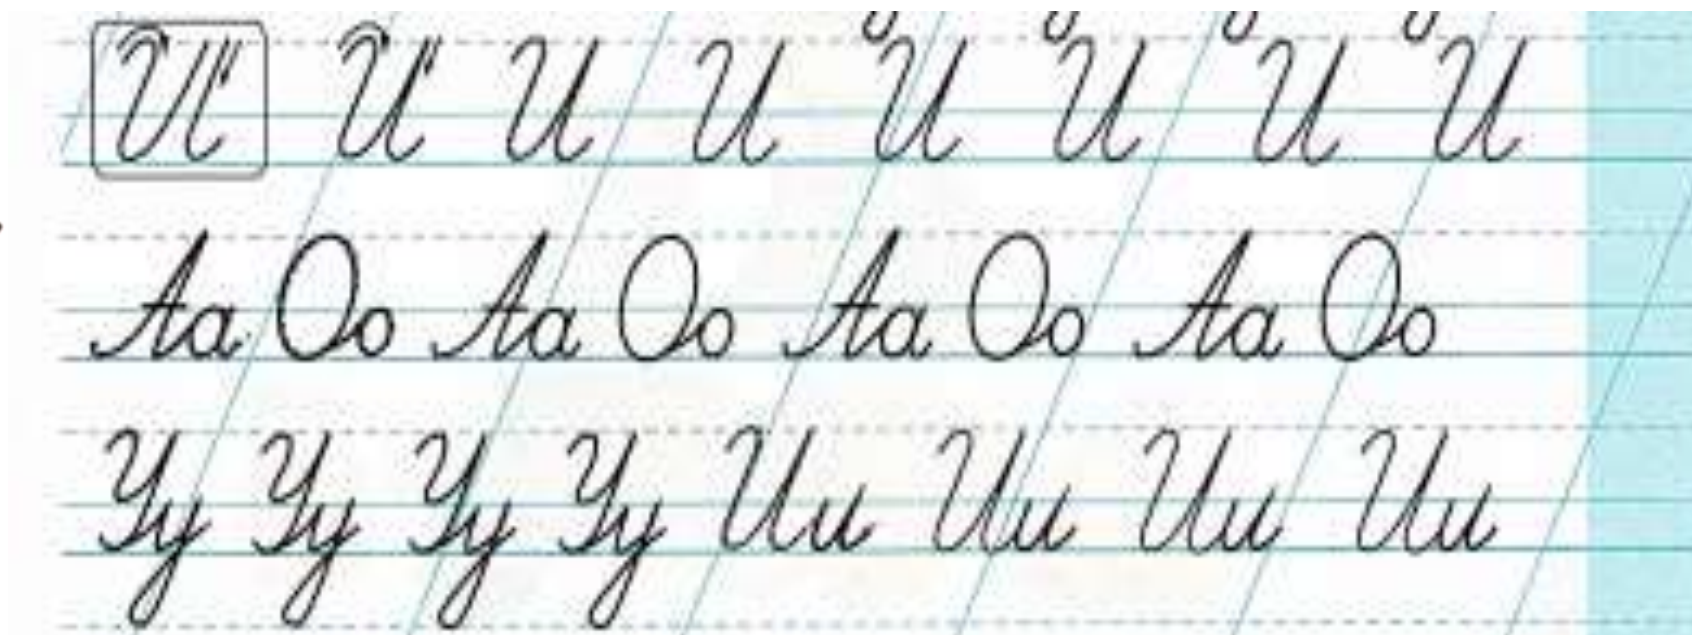 И И И И И И И И
Аа Оо Аа Оо Аа Оо Аа Оо
Уу Уу Уу Уу Ии Ии Ии Ии